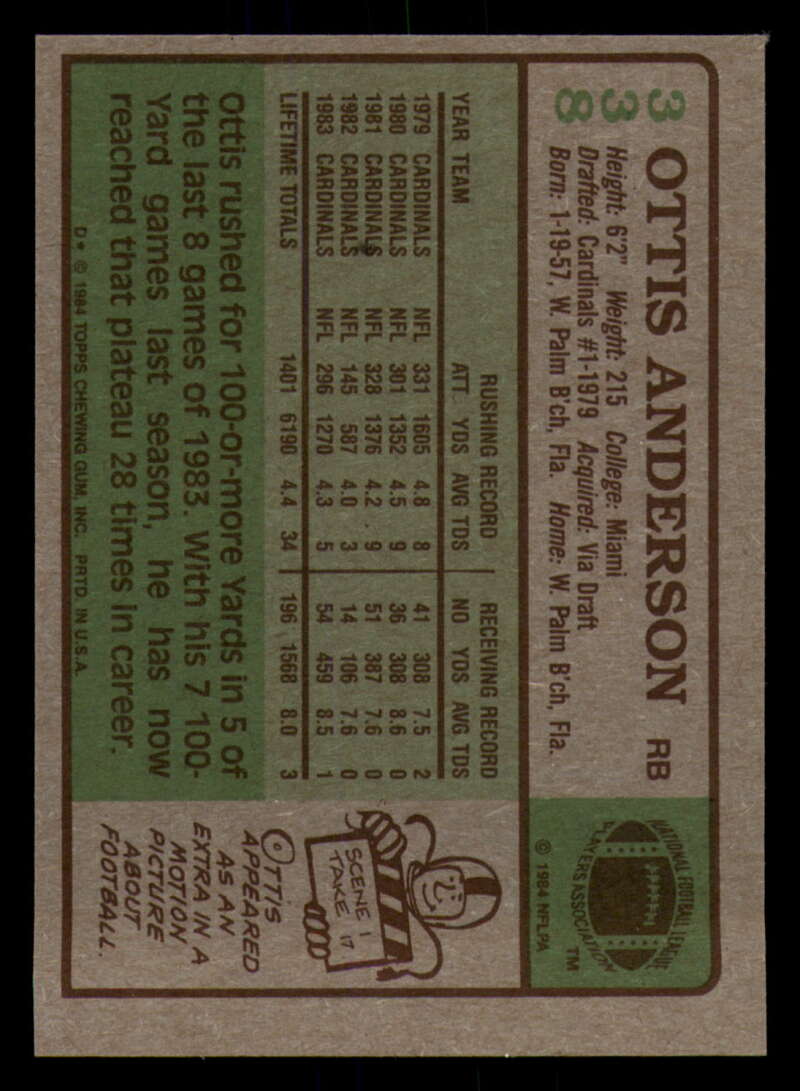 338
OTTIS ANDERSON RB
Height: 6'2" Weight: 215 College: Miami
Drafted: Cardinals #1-1979 Acquired: Via Draft
Born: 1-19-57, W. Palm B'ch, Fla. Home: W. Palm B'ch, Fla.
NATIONAL FOOTBALL LEAGUE
PLAYERS ASSOCIATION
TM
© 1984 NFLPA
RUSHING RECORD RECEIVING RECORD
YEAR TEAM ATT. YDS AVG TDS NO YDS AVG TDS
1979 CARDINALS NFL 331 1605 4.8 8 41 308 7.5 2
1980 CARDINALS NFL 301 1352 4.5 9 36 308 8.6 0
1981 CARDINALS NFL 328 1376 4.2 9 51 387 7.6 0
1982 CARDINALS NFL 145 587 4.0 3 14 106 7.6 0
1983 CARDINALS NFL 296 1270 4.3 5 54 459 8.5 1
LIFETIME TOTALS 1401 6190 4.4 34 196 1568 8.0 3
Ottis rushed for 100-or-more Yards in 5 of
the last 8 games of 1983. With his 7 100-
Yard games last season, he has now
reached that plateau 28 times in career.
D* © 1984 TOPPS CHEWING GUM, INC. PRTD. IN U.S.A.
SCENE 1
TAKE 17
OTTIS
APPEARED
AS AN
EXTRA IN A
MOTION
PICTURE
ABOUT
FOOTBALL.